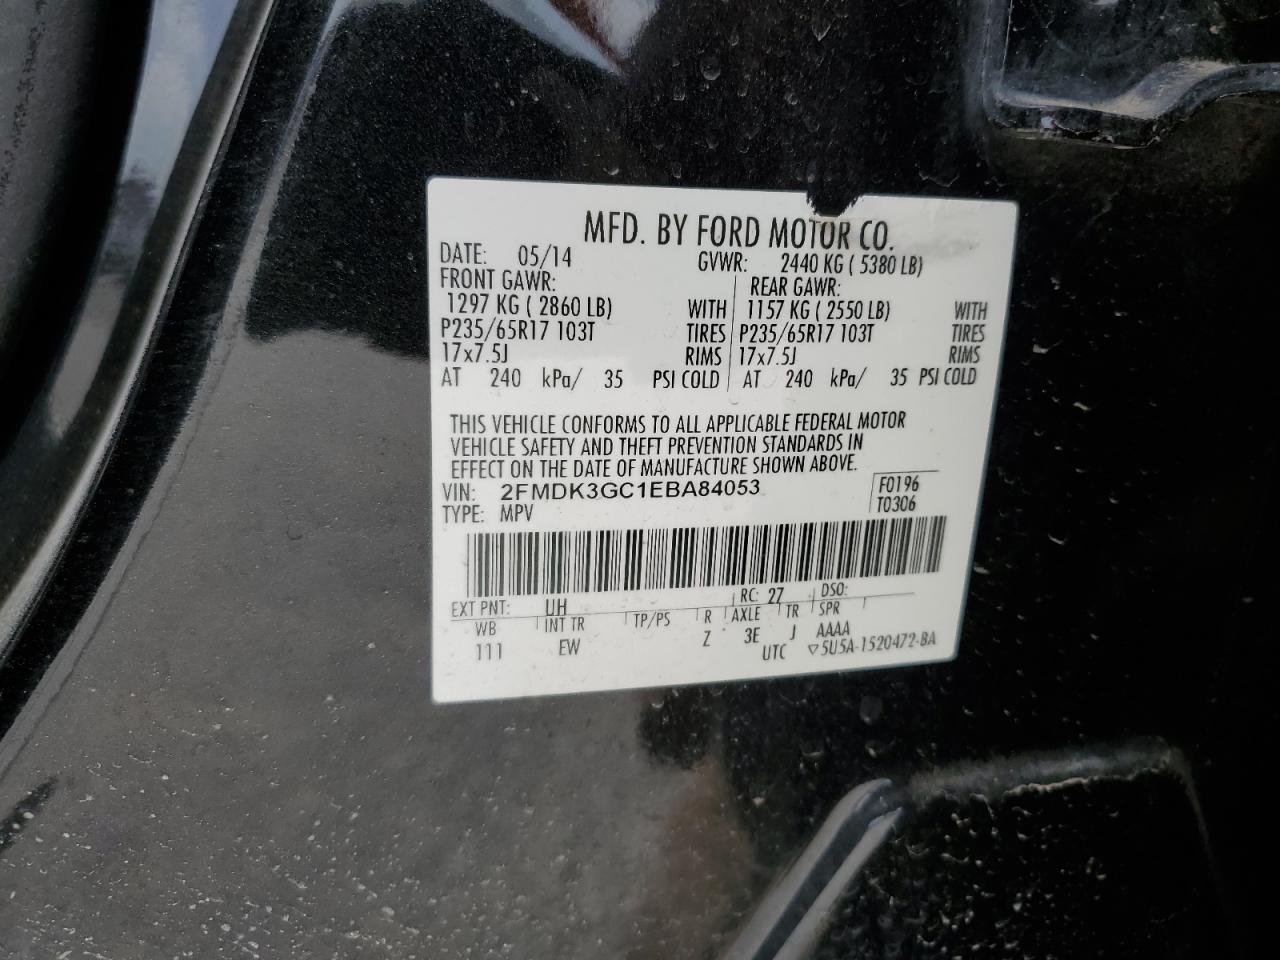 MFD. BY FORD MOTOR CO.
DATE: 05/14 GVWR: 2440 KG ( 5380 LB)
FRONT GAWR: REAR GAWR:
1297 KG ( 2860 LB) WITH 1157 KG ( 2550 LB) WITH
P235/65R17 103T TIRES P235/65R17 103T TIRES
17x7.5J RIMS 17x7.5J RIMS
AT 240 kPa/ 35 PSI COLD AT 240 kPa/ 35 PSI COLD
THIS VEHICLE CONFORMS TO ALL APPLICABLE FEDERAL MOTOR
VEHICLE SAFETY AND THEFT PREVENTION STANDARDS IN
EFFECT ON THE DATE OF MANUFACTURE SHOWN ABOVE.
VIN: 2FMDK3GC1EBA84053 F0196
TYPE: MPV T0306
EXT PNT: UH RC: 27 DSO:
WB INT TR TP/PS R AXLE TR SPR
111 EW Z 3E J AAAA
UTC ▽5U5A-1520472-BA